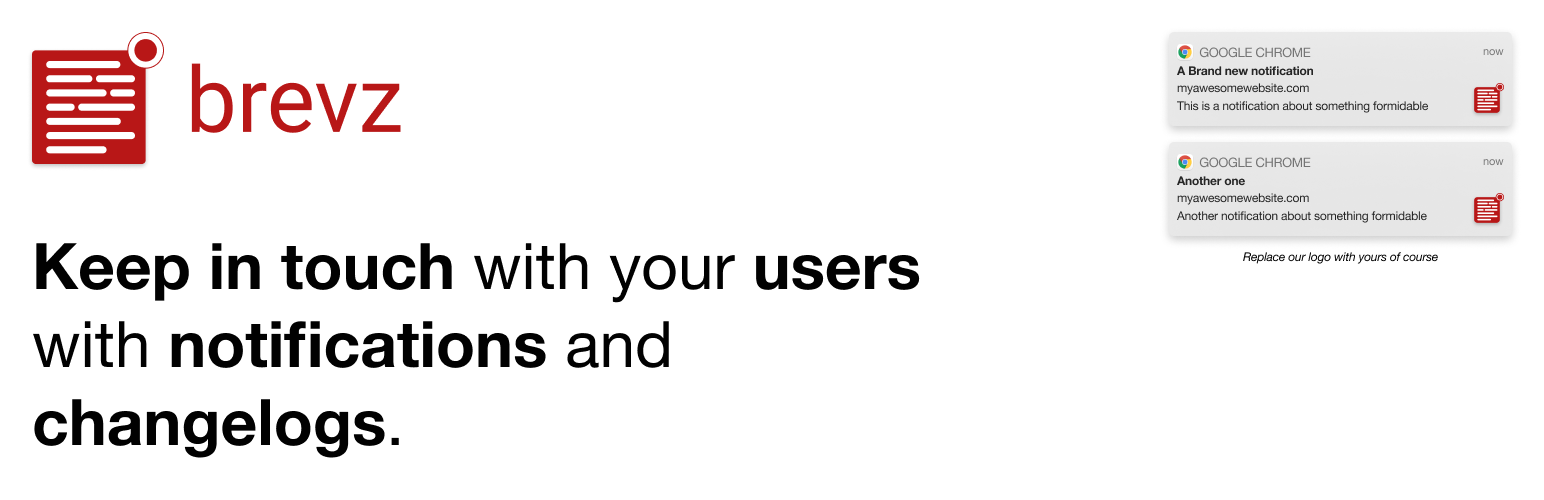 brevz
Keep in touch with your users
with notifications and
changelogs.
GOOGLE CHROME now
A Brand new notification
myawesomewebsite.com
This is a notification about something formidable
GOOGLE CHROME now
Another one
myawesomewebsite.com
Another notification about something formidable
Replace our logo with yours of course